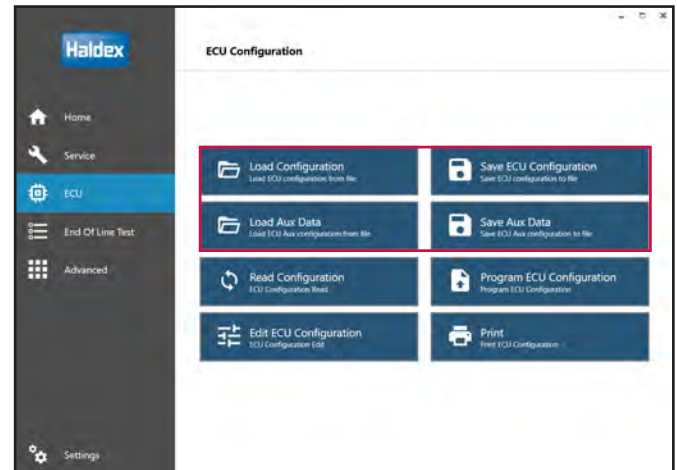 Haldex
ECU Configuration
Home
Service
ECU
End Of Line Test
Advanced
Settings
Load Configuration
Load ECU configuration from file
Save ECU Configuration
Save ECU configuration to file
Load Aux Data
Load ECU Aux configuration from file
Save Aux Data
Save ECU Aux configuration to file
Read Configuration
ECU Configuration Read
Program ECU Configuration
Program ECU Configuration
Edit ECU Configuration
ECU Configuration Edit
Print
Print ECU Configuration